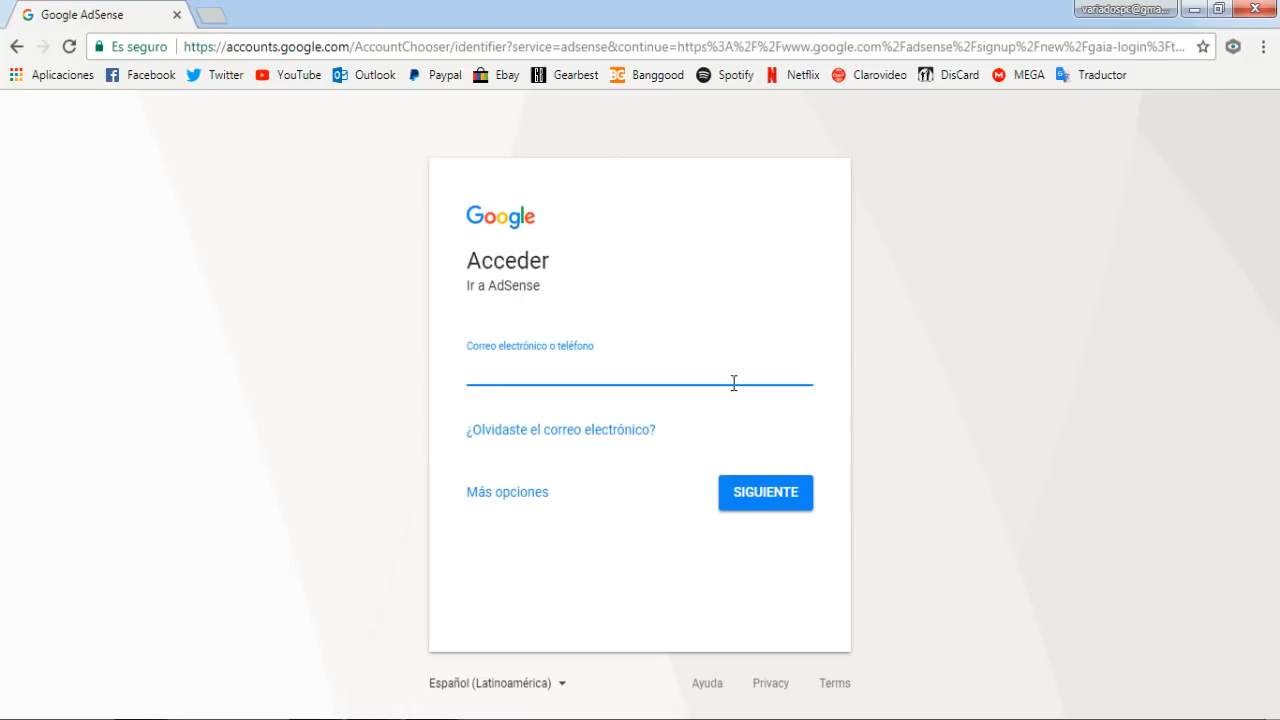 Google AdSense
variadospc@gma...
Es seguro
https://accounts.google.com/AccountChooser/identifier?service=adsense&continue=https%3A%2F%2Fwww.google.com%2Fadsense%2Fsignup%2Fnew%2Fgaia-login%3Ft...
Aplicaciones Facebook Twitter YouTube Outlook Paypal Ebay Gearbest Banggood Spotify Netflix Clarovideo DisCard MEGA Traductor
Google
Acceder
Ir a AdSense
Correo electrónico o teléfono
¿Olvidaste el correo electrónico?
Más opciones SIGUIENTE
Español (Latinoamérica) Ayuda Privacy Terms